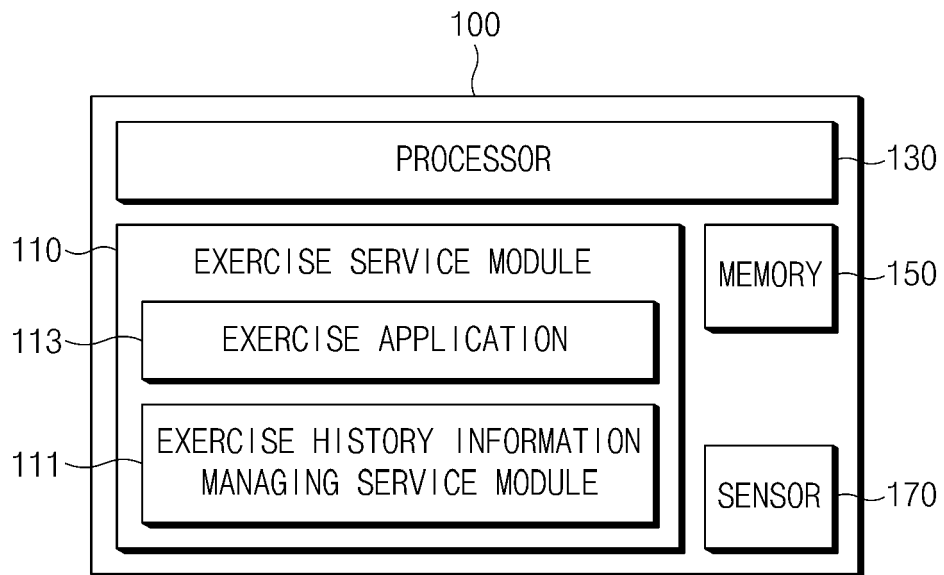 100
PROCESSOR
130
110
EXERCISE SERVICE MODULE
MEMORY
150
113
EXERCISE APPLICATION
111
EXERCISE HISTORY INFORMATION
MANAGING SERVICE MODULE
SENSOR
170